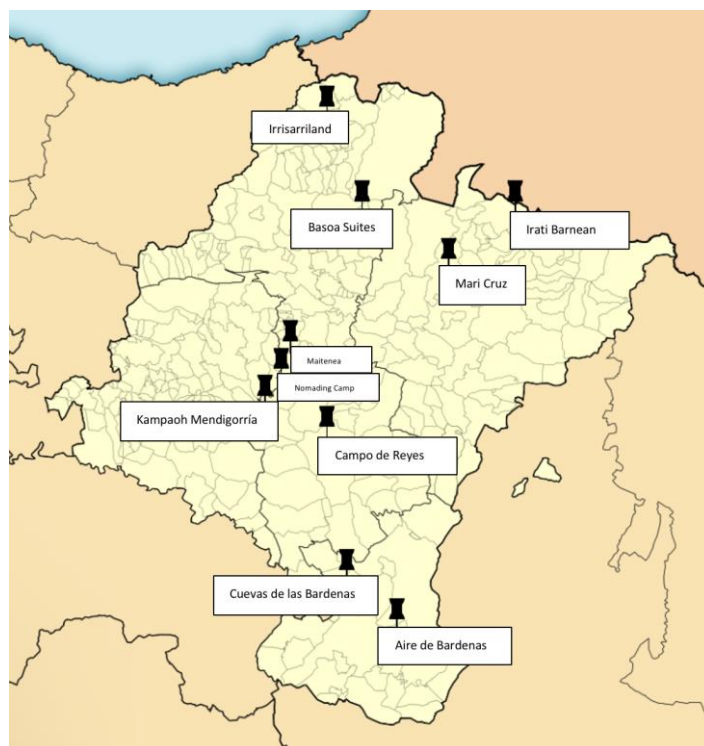 Irrisarriland
Basoa Suites
Irati Barnean
Mari Cruz
Maitenea
Nomading Camp
Kampaoh Mendigorría
Campo de Reyes
Cuevas de las Bardenas
Aire de Bardenas